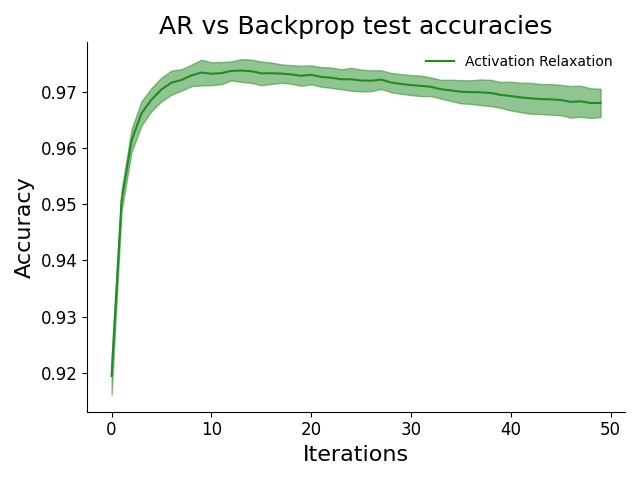 AR vs Backprop test accuracies
Activation Relaxation
Accuracy
0.97
0.96
0.95
0.94
0.93
0.92
0 10 20 30 40 50
Iterations